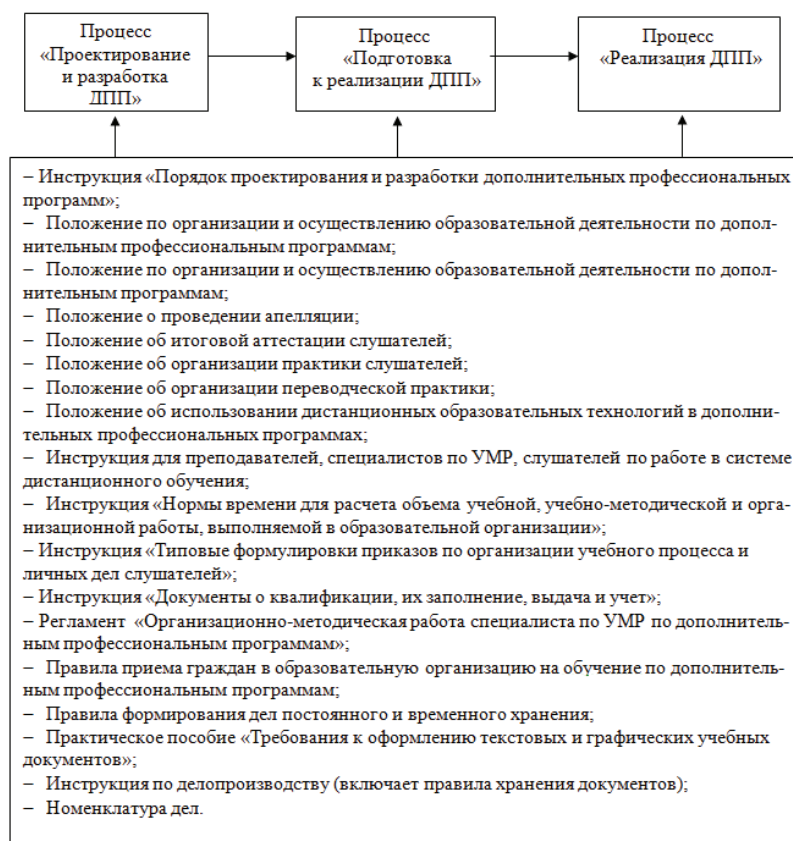 Процесс
«Проектирование
и разработка
ДПП»
Процесс
«Подготовка
к реализации ДПП»
Процесс
«Реализация ДПП»
– Инструкция «Порядок проектирования и разработки дополнительных профессиональных
программ»;
– Положение по организации и осуществлению образовательной деятельности по допол-
нительным профессиональным программам;
– Положение по организации и осуществлению образовательной деятельности по допол-
нительным программам;
– Положение о проведении апелляции;
– Положение об итоговой аттестации слушателей;
– Положение об организации практики слушателей;
– Положение об организации переводческой практики;
– Положение об использовании дистанционных образовательных технологий в дополни-
тельных профессиональных программах;
– Инструкция для преподавателей, специалистов по УМР, слушателей по работе в системе
дистанционного обучения;
– Инструкция «Нормы времени для расчета объема учебной, учебно-методической и орга-
низационной работы, выполняемой в образовательной организации»;
– Инструкция «Типовые формулировки приказов по организации учебного процесса и
личных дел слушателей»;
– Инструкция «Документы о квалификации, их заполнение, выдача и учет»;
– Регламент «Организационно-методическая работа специалиста по УМР по дополнитель-
ным профессиональным программам»;
– Правила приема граждан в образовательную организацию на обучение по дополнитель-
ным профессиональным программам;
– Правила формирования дел постоянного и временного хранения;
– Практическое пособие «Требования к оформлению текстовых и графических учебных
документов»;
– Инструкция по делопроизводству (включает правила хранения документов);
– Номенклатура дел.